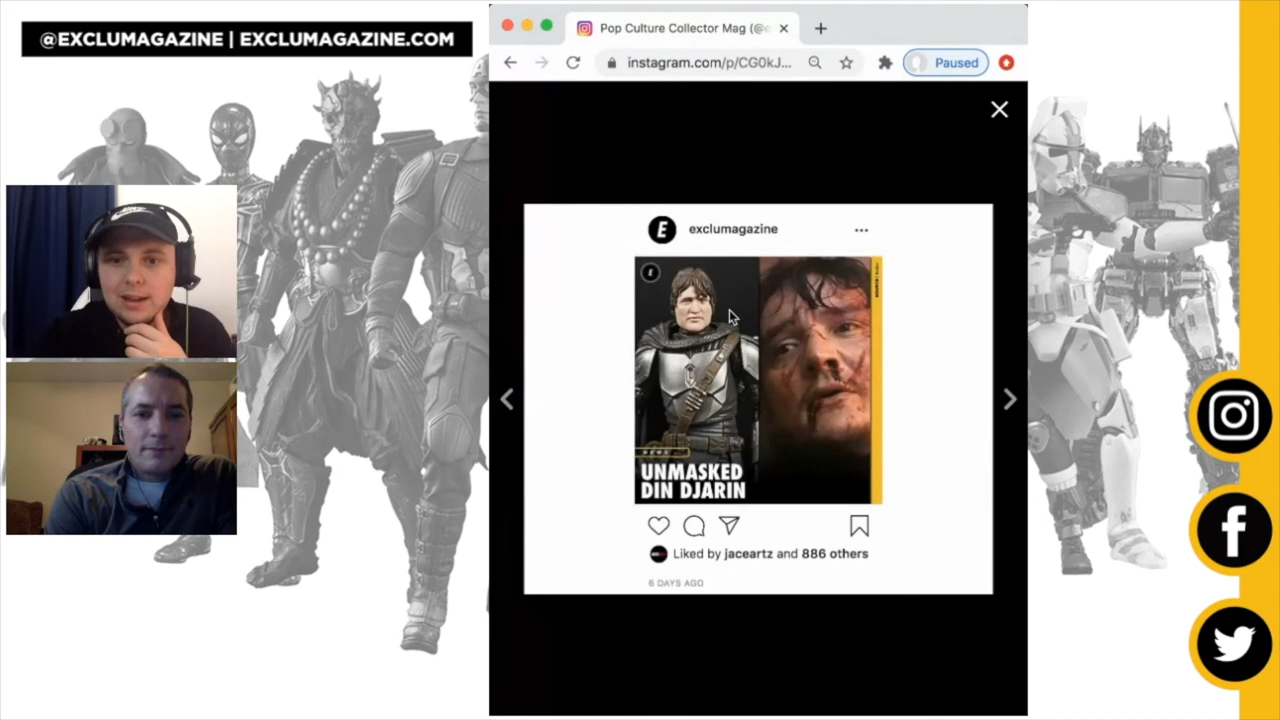 @EXCLUMAGAZINE | EXCLUMAGAZINE.COM
Pop Culture Collector Mag (@e
instagram.com/p/CG0kJ...
Paused
E exclumagazine
E
NEWS
UNMASKED
DIN DJARIN
Liked by jaceartz and 886 others
6 DAYS AGO